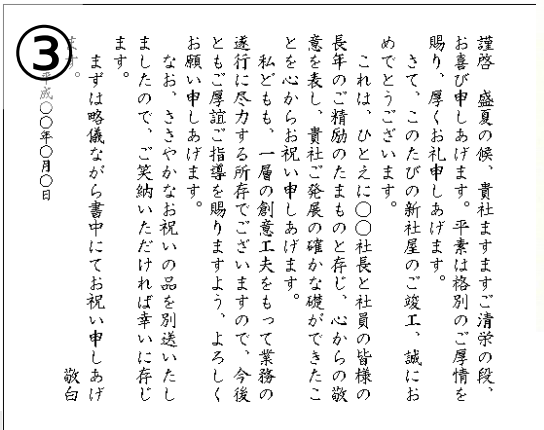 ③
謹啓　盛夏の候、貴社ますますご清栄の段、
お喜び申しあげます。平素は格別のご厚情を
賜り、厚くお礼申しあげます。
さて、このたびの新社屋のご竣工、誠にお
めでとうございます。
これは、ひとえに○○社長と社員の皆様の
長年のご精励のたまものと存じ、心からの敬
意を表し、貴社ご発展の確かな礎ができたこ
とを心からお祝い申しあげます。
私どもも、一層の創意工夫をもって業務の
遂行に尽力する所存でございますので、今後
ともご厚誼ご指導を賜りますよう、よろしく
お願い申しあげます。
なお、ささやかなお祝いの品を別送いたし
ましたので、ご笑納いただければ幸いに存じ
ます。
まずは略儀ながら書中にてお祝い申しあげ
ます。
敬白
平成○○年○月○日